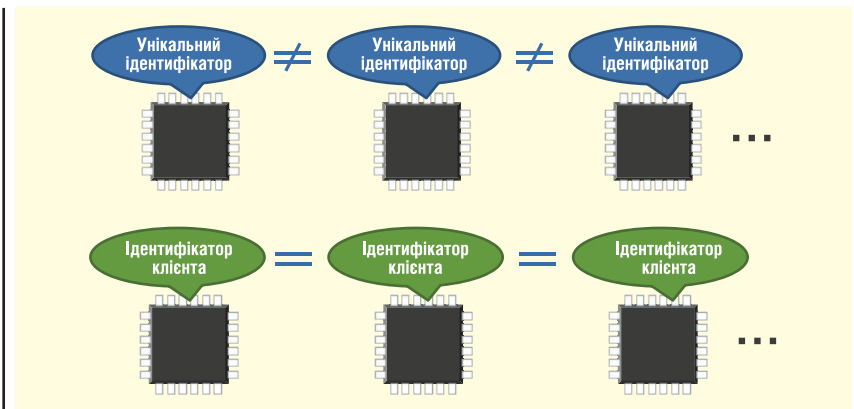 Унікальний
ідентифікатор
≠
Унікальний
ідентифікатор
≠
Унікальний
ідентифікатор
...
Ідентифікатор
клієнта
=
Ідентифікатор
клієнта
=
Ідентифікатор
клієнта
...